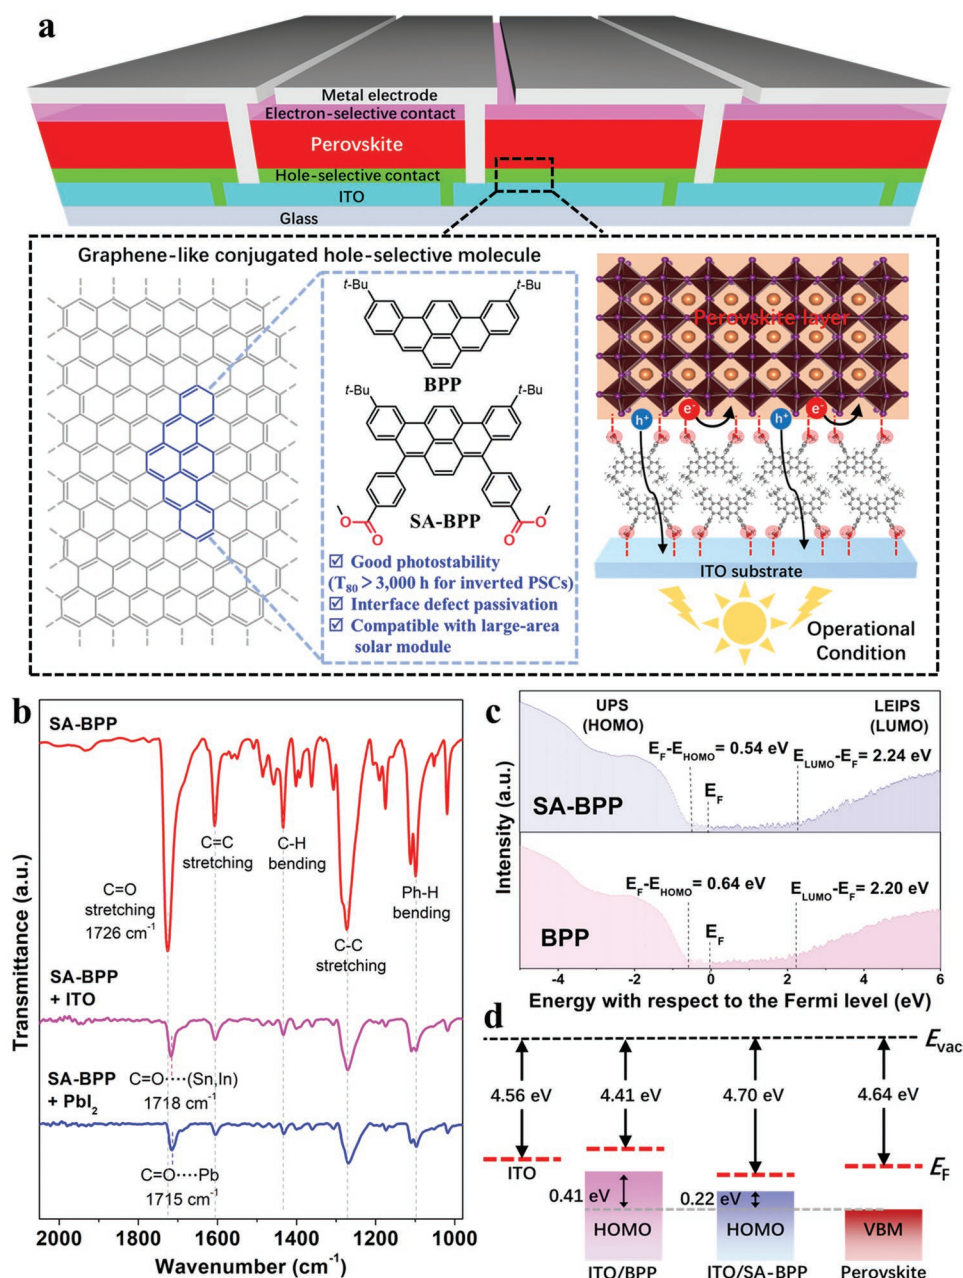 a
Metal electrode
Electron-selective contact
Perovskite
Hole-selective contact
ITO
Glass
Graphene-like conjugated hole-selective molecule
t-Bu
t-Bu
BPP
t-Bu
t-Bu
SA-BPP
O
O
O
O
☑ Good photostability
(T80 > 3,000 h for inverted PSCs)
☑ Interface defect passivation
☑ Compatible with large-area
solar module
Perovskite layer
h+
e-
h+
e-
ITO substrate
Operational
Condition
b
SA-BPP
C=O
stretching
1726 cm-1
C=C
stretching
C-H
bending
C-C
stretching
Ph-H
bending
SA-BPP
+ ITO
C=O····(Sn,In)
1718 cm-1
SA-BPP
+ PbI2
C=O····Pb
1715 cm-1
Transmittance (a.u.)
2000 1800 1600 1400 1200 1000
Wavenumber (cm-1)
c
UPS
(HOMO)
LEIPS
(LUMO)
EF-EHOMO= 0.54 eV
ELUMO-EF= 2.24 eV
EF
SA-BPP
EF-EHOMO= 0.64 eV
ELUMO-EF= 2.20 eV
EF
BPP
Intensity (a.u.)
-4 -2 0 2 4 6
Energy with respect to the Fermi level (eV)
d
Evac
4.56 eV 4.41 eV 4.70 eV 4.64 eV
ITO
EF
0.41 eV
0.22 eV
HOMO HOMO VBM
ITO/BPP ITO/SA-BPP Perovskite